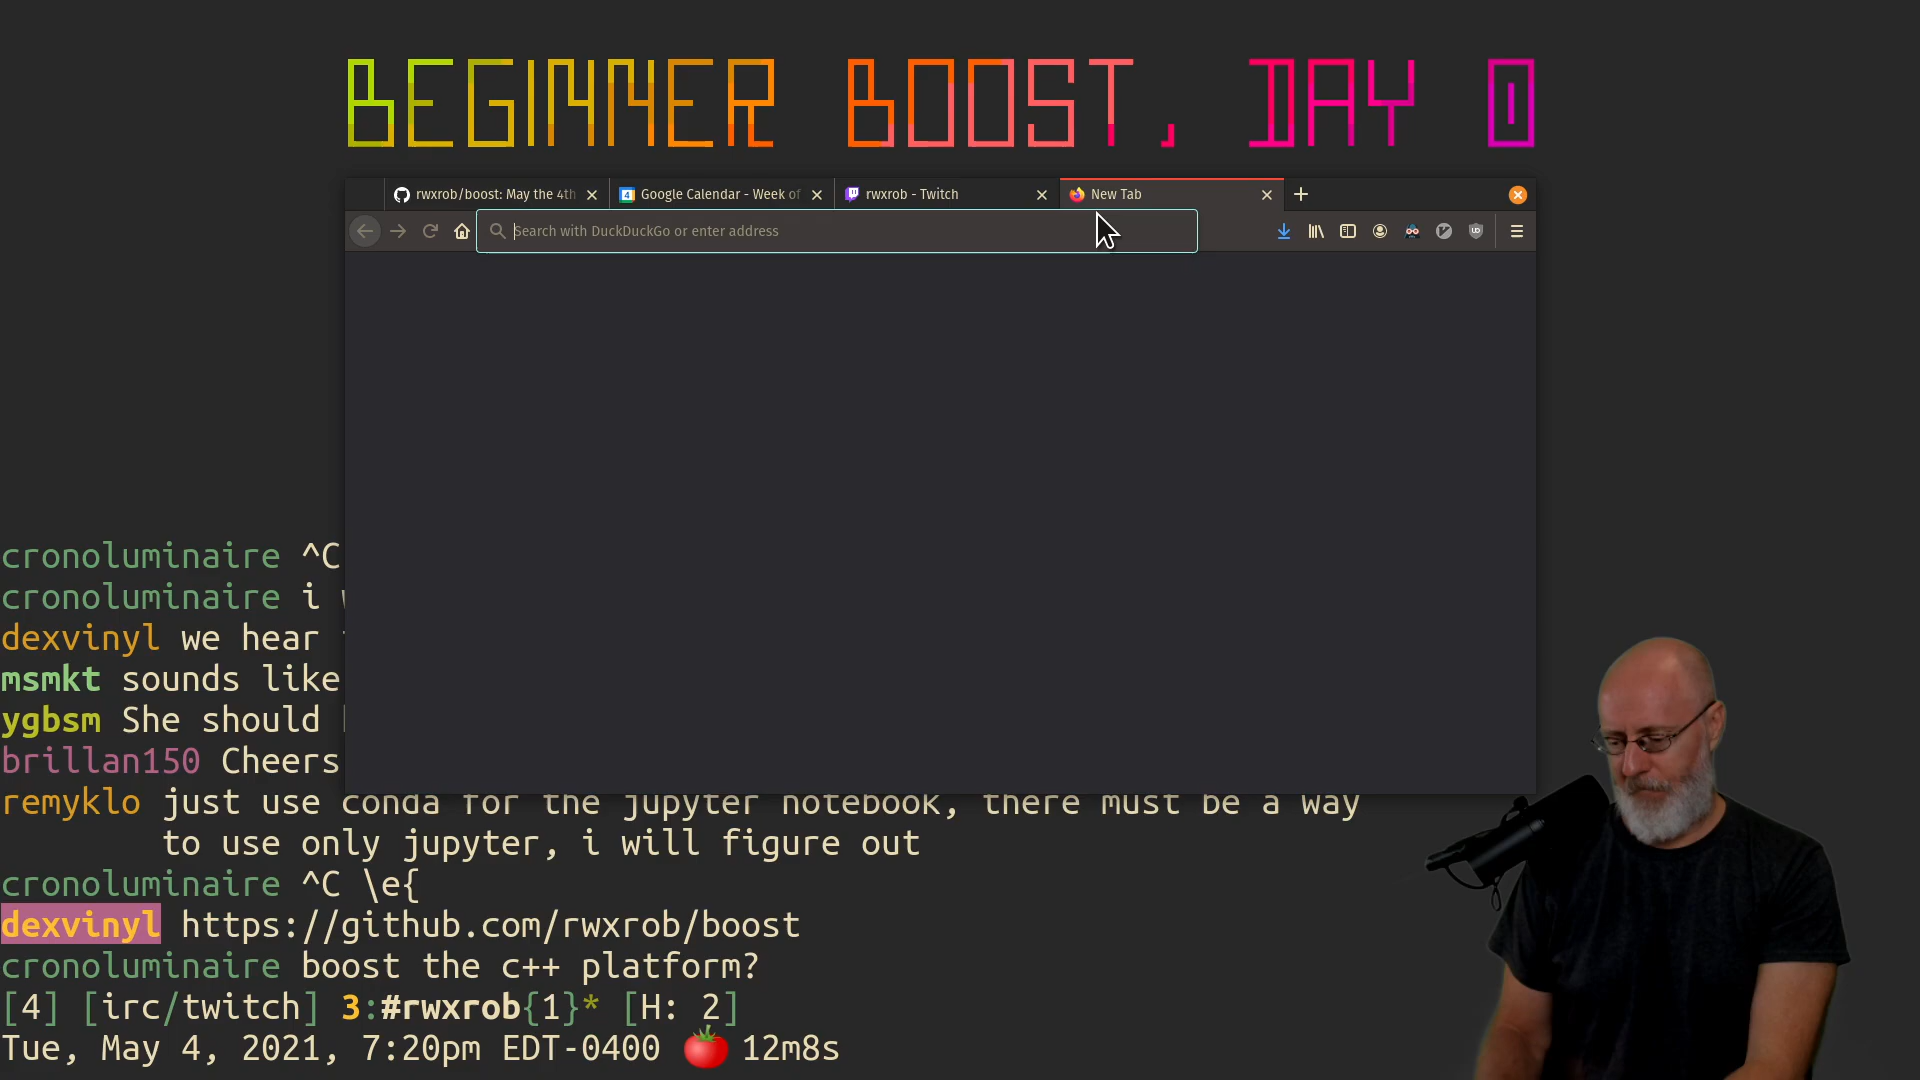 BEGINNER BOOST, DAY 0
rwxrob/boost: May the 4th
Google Calendar - Week of
rwxrob - Twitch
New Tab
Search with DuckDuckGo or enter address
cronoluminaire ^C
cronoluminaire i
dexvinyl we hear
msmkt sounds like
ygbsm She should
brillan150 Cheers
remyklo just use conda for the jupyter notebook, there must be a way
to use only jupyter, i will figure out
cronoluminaire ^C \e{
dexvinyl https://github.com/rwxrob/boost
cronoluminaire boost the c++ platform?
[4] [irc/twitch] 3:#rwxrob{1}* [H: 2]
Tue, May 4, 2021, 7:20pm EDT-0400 🍅 12m8s